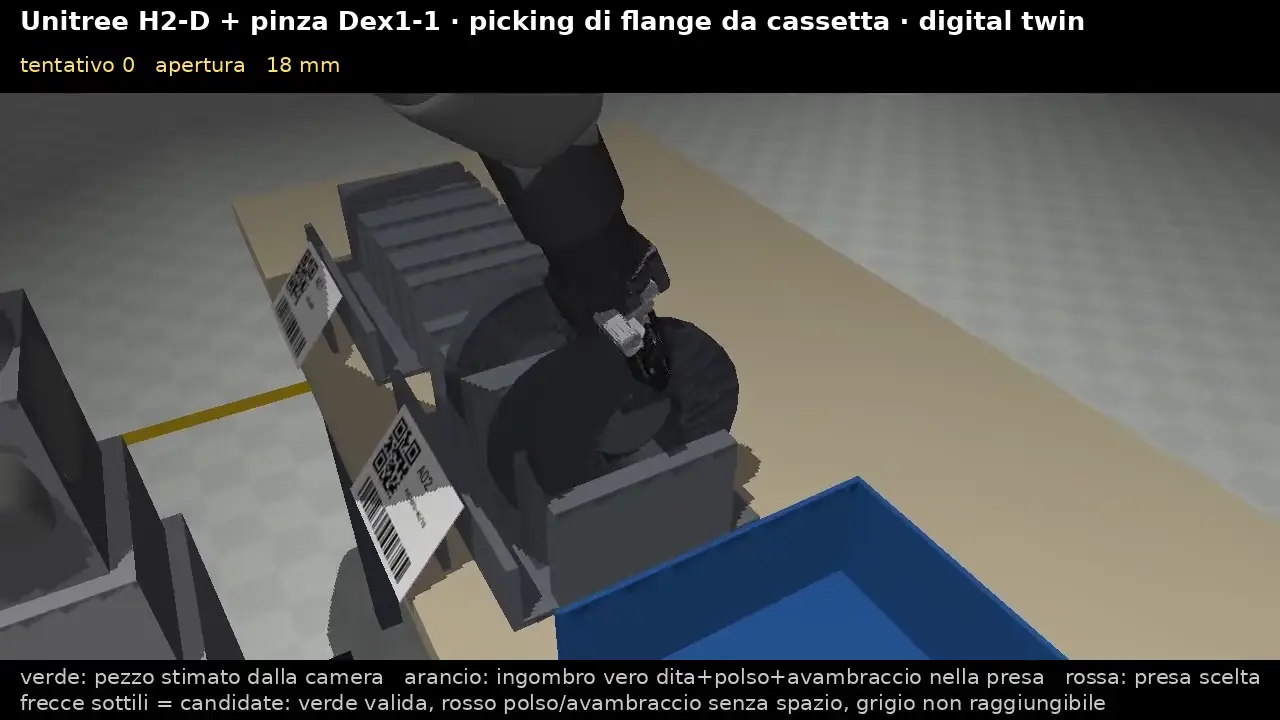 Unitree H2-D + pinza Dex1-1 · picking di flange da cassetta · digital twin
tentativo 0   apertura   18 mm
A02
verde: pezzo stimato dalla camera   arancio: ingombro vero dita+polso+avambraccio nella presa   rossa: presa scelta
frecce sottili = candidate: verde valida, rosso polso/avambraccio senza spazio, grigio non raggiungibile